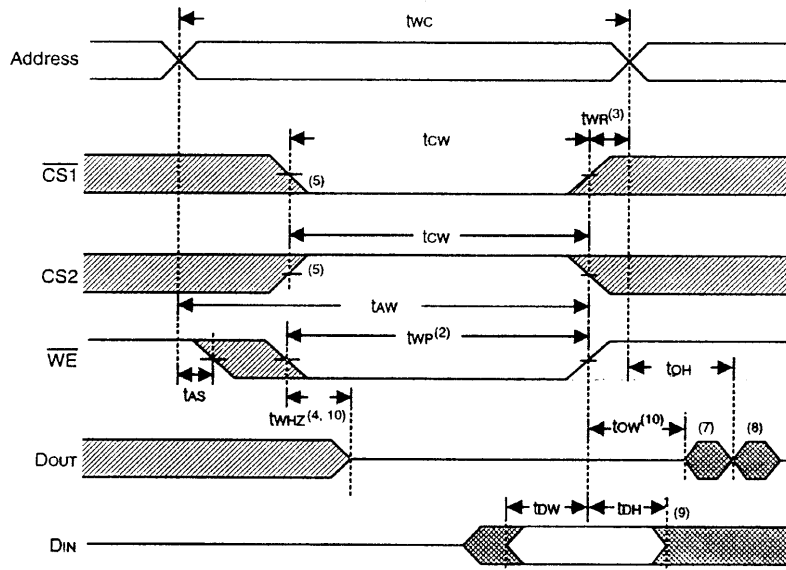 tWC
Address
tWR(3)
tCW
CS1
(5)
tCW
CS2
(5)
tAW
tWP(2)
WE
tAS
tOH
tWHZ(4, 10)
tOW(10)
(7)
(8)
DOUT
tDW
tDH
(9)
DIN